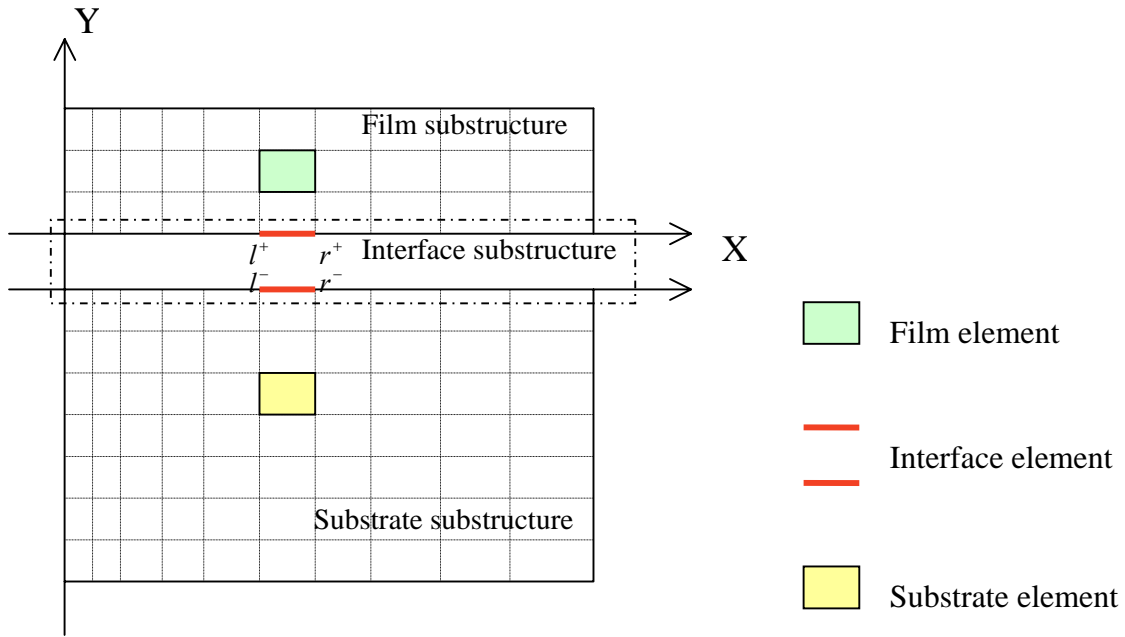 Y
Film substructure
l⁺ r⁺ Interface substructure
X
l⁻ r⁻
Film element
Interface element
Substrate substructure
Substrate element